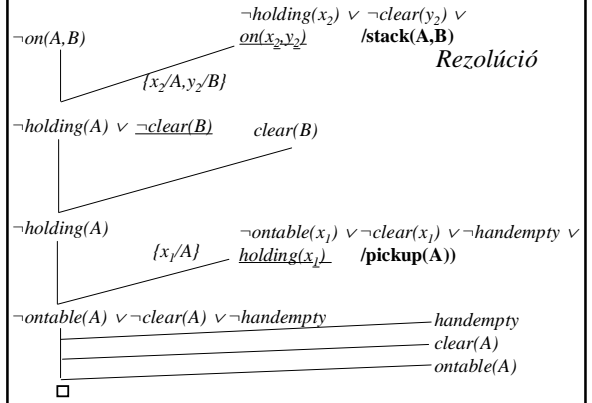 ¬holding(x₂) ∨ ¬clear(y₂) ∨
¬on(A,B)
on(x₂,y₂) /stack(A,B)
Rezolúció
{x₂/A,y₂/B}
¬holding(A) ∨ ¬clear(B) clear(B)
¬holding(A)
¬ontable(x₁) ∨ ¬clear(x₁) ∨ ¬handempty ∨
{x₁/A} holding(x₁) /pickup(A))
¬ontable(A) ∨ ¬clear(A) ∨ ¬handempty
handempty
clear(A)
ontable(A)